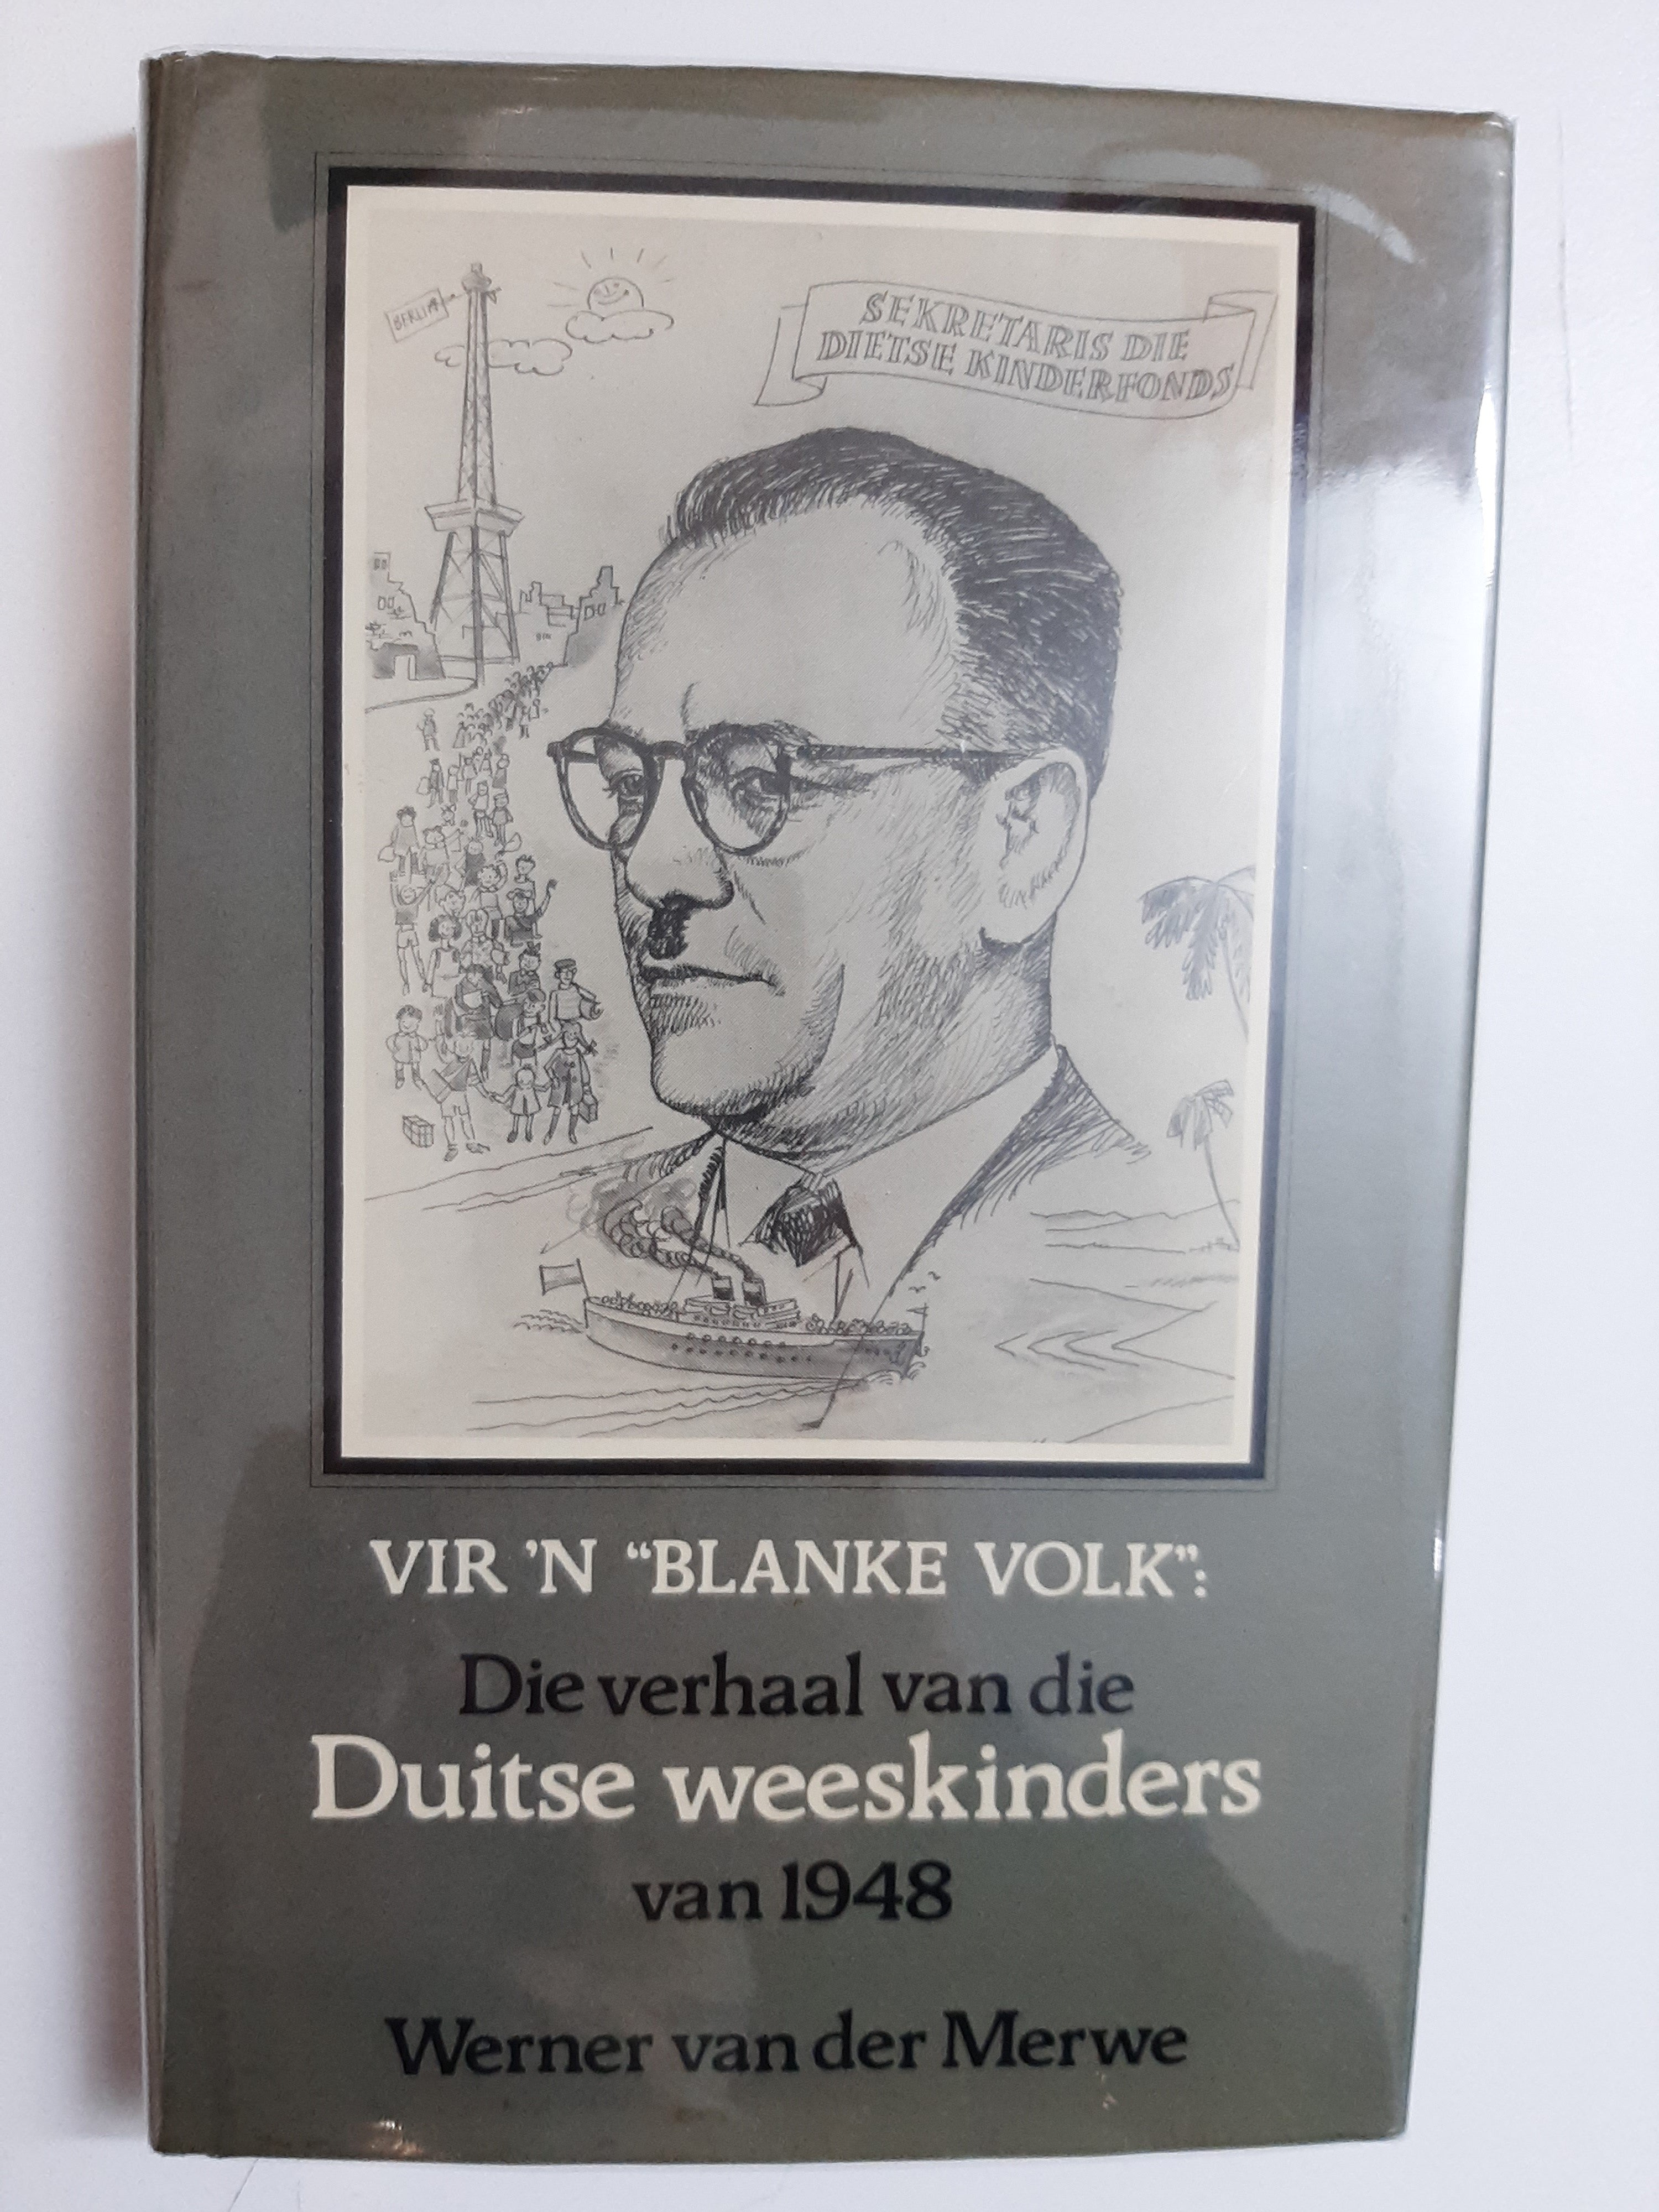 BERLIN
SEKRETARIS DIE
DIETSE KINDERFONDS
VIR 'N “BLANKE VOLK”:
Die verhaal van die
Duitse weeskinders
van 1948
Werner van der Merwe